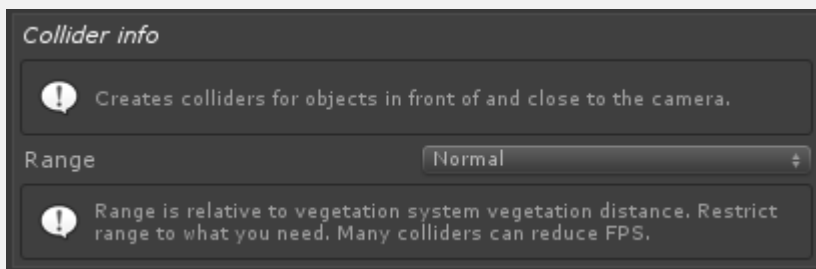 Collider info
Creates colliders for objects in front of and close to the camera.
Range
Normal
Range is relative to vegetation system vegetation distance. Restrict
range to what you need. Many colliders can reduce FPS.